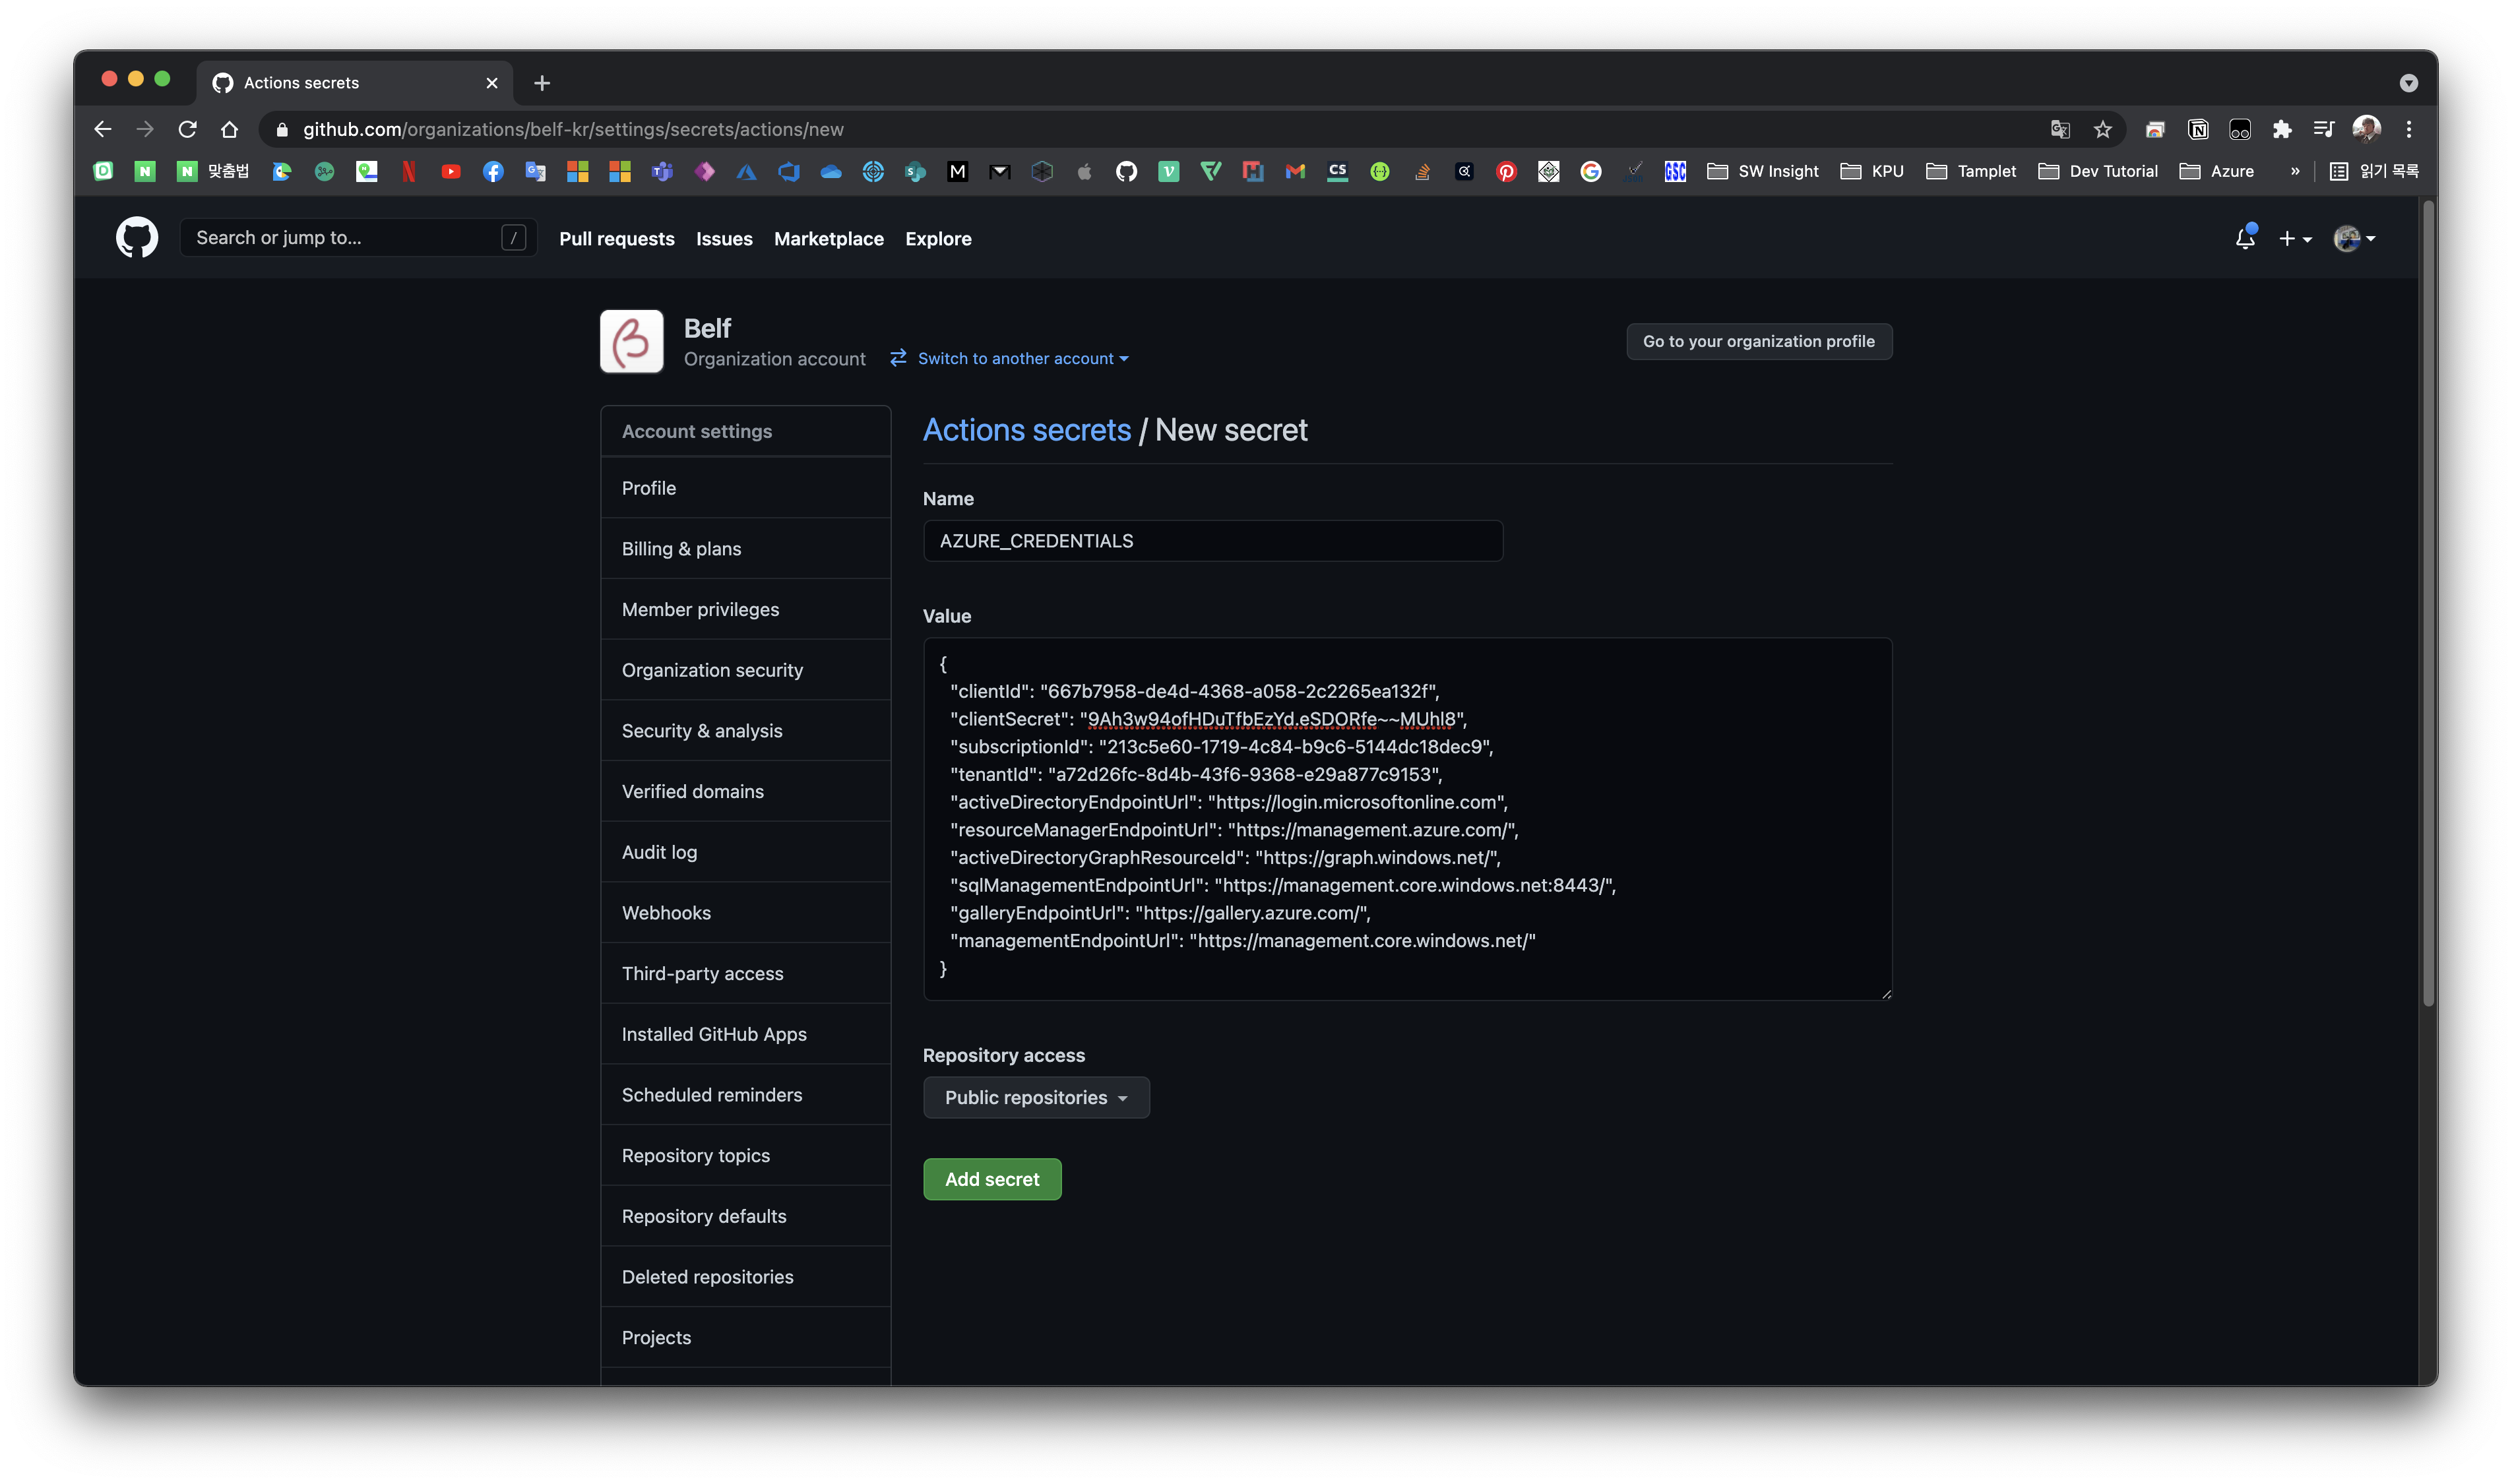 Actions secrets
github.com/organizations/belf-kr/settings/secrets/actions/new
맞춤법
SW Insight
KPU
Tamplet
Dev Tutorial
Azure
»
읽기 목록
Search or jump to...
/
Pull requests
Issues
Marketplace
Explore
Belf
Organization account
Switch to another account
Go to your organization profile
Account settings
Profile
Billing & plans
Member privileges
Organization security
Security & analysis
Verified domains
Audit log
Webhooks
Third-party access
Installed GitHub Apps
Scheduled reminders
Repository topics
Repository defaults
Deleted repositories
Projects
Actions secrets / New secret
Name
AZURE_CREDENTIALS
Value
{
"clientId": "667b7958-de4d-4368-a058-2c2265ea132f",
"clientSecret": "9Ah3w94ofHDuTfbEzYd.eSDORfe~~MUhl8",
"subscriptionId": "213c5e60-1719-4c84-b9c6-5144dc18dec9",
"tenantId": "a72d26fc-8d4b-43f6-9368-e29a877c9153",
"activeDirectoryEndpointUrl": "https://login.microsoftonline.com",
"resourceManagerEndpointUrl": "https://management.azure.com/",
"activeDirectoryGraphResourceId": "https://graph.windows.net/",
"sqlManagementEndpointUrl": "https://management.core.windows.net:8443/",
"galleryEndpointUrl": "https://gallery.azure.com/",
"managementEndpointUrl": "https://management.core.windows.net/"
}
Repository access
Public repositories
Add secret